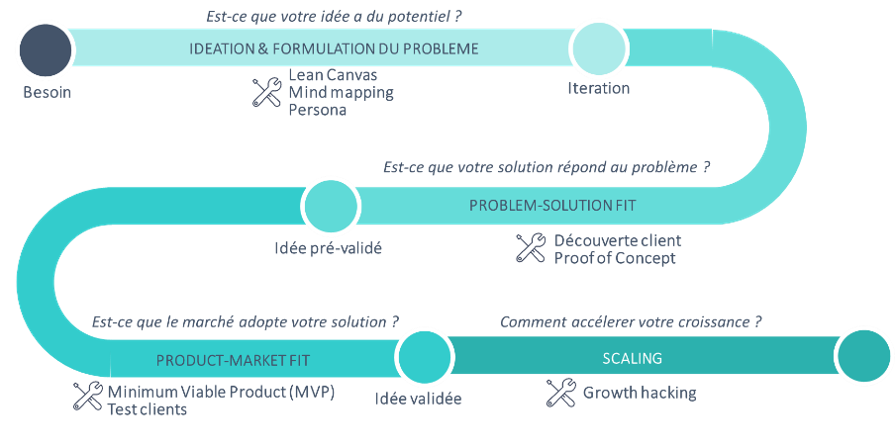 Est-ce que votre idée a du potentiel ?
IDEATION & FORMULATION DU PROBLEME
Besoin
Lean Canvas
Mind mapping
Persona
Iteration
Est-ce que votre solution répond au problème ?
PROBLEM-SOLUTION FIT
Idée pré-validé
Découverte client
Proof of Concept
Est-ce que le marché adopte votre solution ?
PRODUCT-MARKET FIT
Minimum Viable Product (MVP)
Test clients
Idée validée
Comment accélerer votre croissance ?
SCALING
Growth hacking